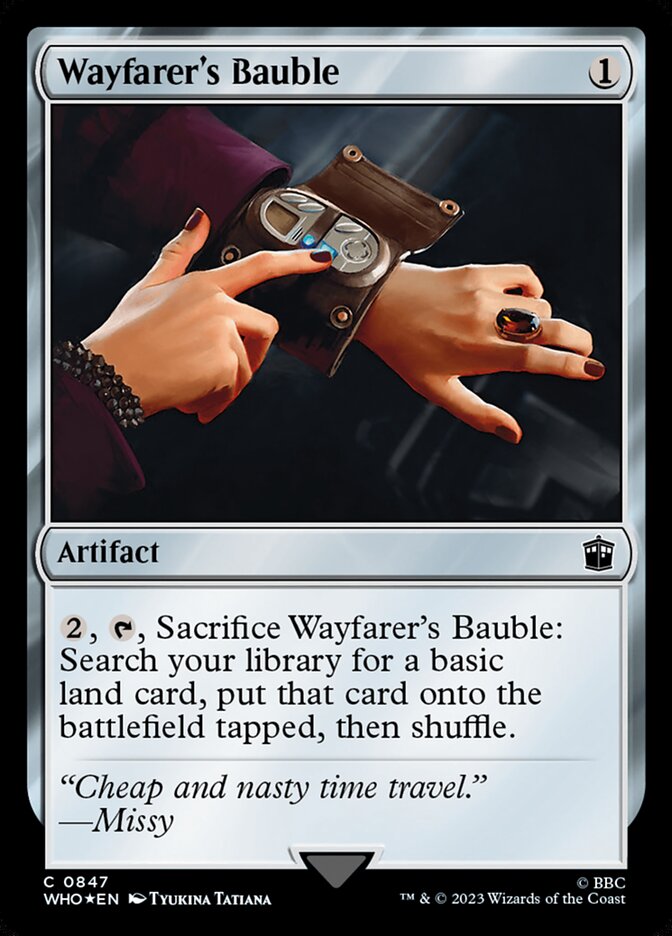 Wayfarer's Bauble
1
Artifact
2, Sacrifice Wayfarer's Bauble:
Search your library for a basic
land card, put that card onto the
battlefield tapped, then shuffle.
“Cheap and nasty time travel.”
—Missy
C 0847
WHO★EN Tyukina Tatiana
© BBC
™ & © 2023 Wizards of the Coast